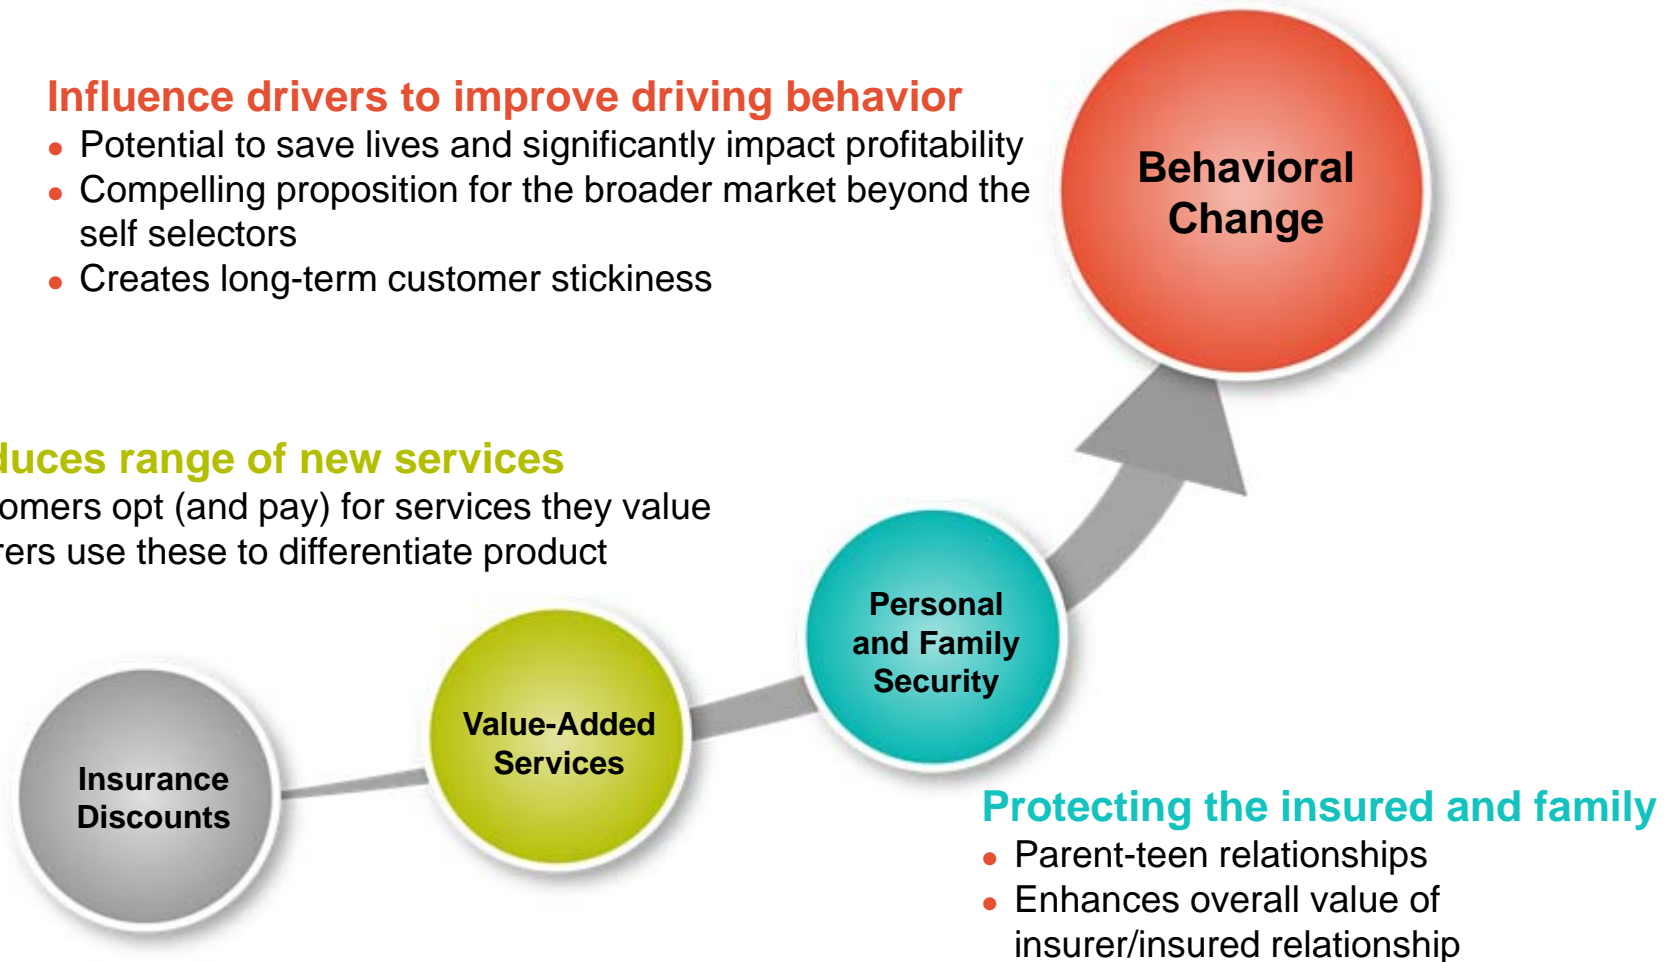 Influence drivers to improve driving behavior
• Potential to save lives and significantly impact profitability
• Compelling proposition for the broader market beyond the
self selectors
• Creates long-term customer stickiness
Behavioral
Change
range of new services
opt (and pay) for services they value
use these to differentiate product
Personal
and Family
Security
Value-Added
Services
Insurance
Discounts
Protecting the insured and family
• Parent-teen relationships
• Enhances overall value of
insurer/insured relationship